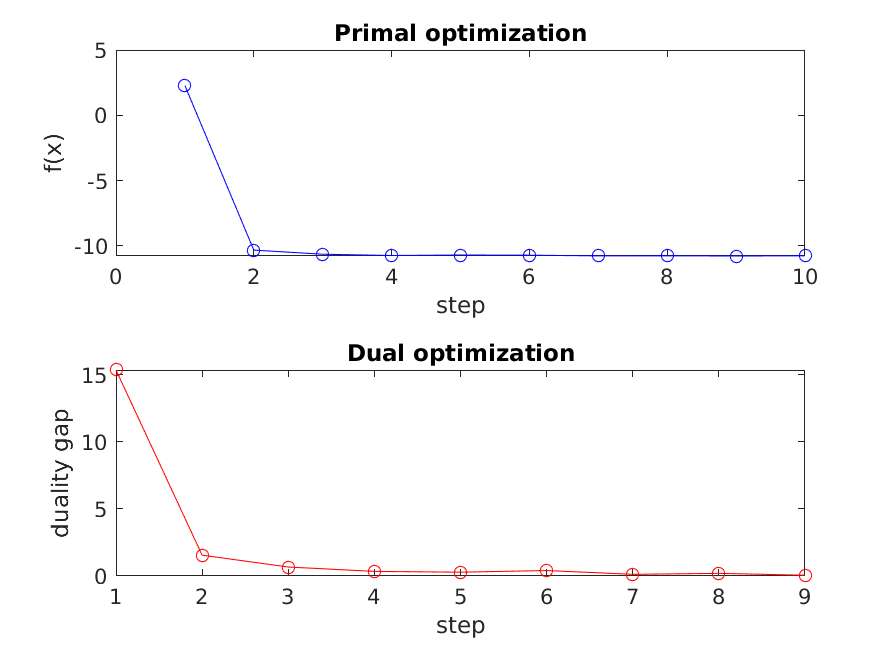 Primal optimization
5
0
-5
-10
f(x)
0 2 4 6 8 10
step
Dual optimization
15
10
5
0
duality gap
1 2 3 4 5 6 7 8 9
step